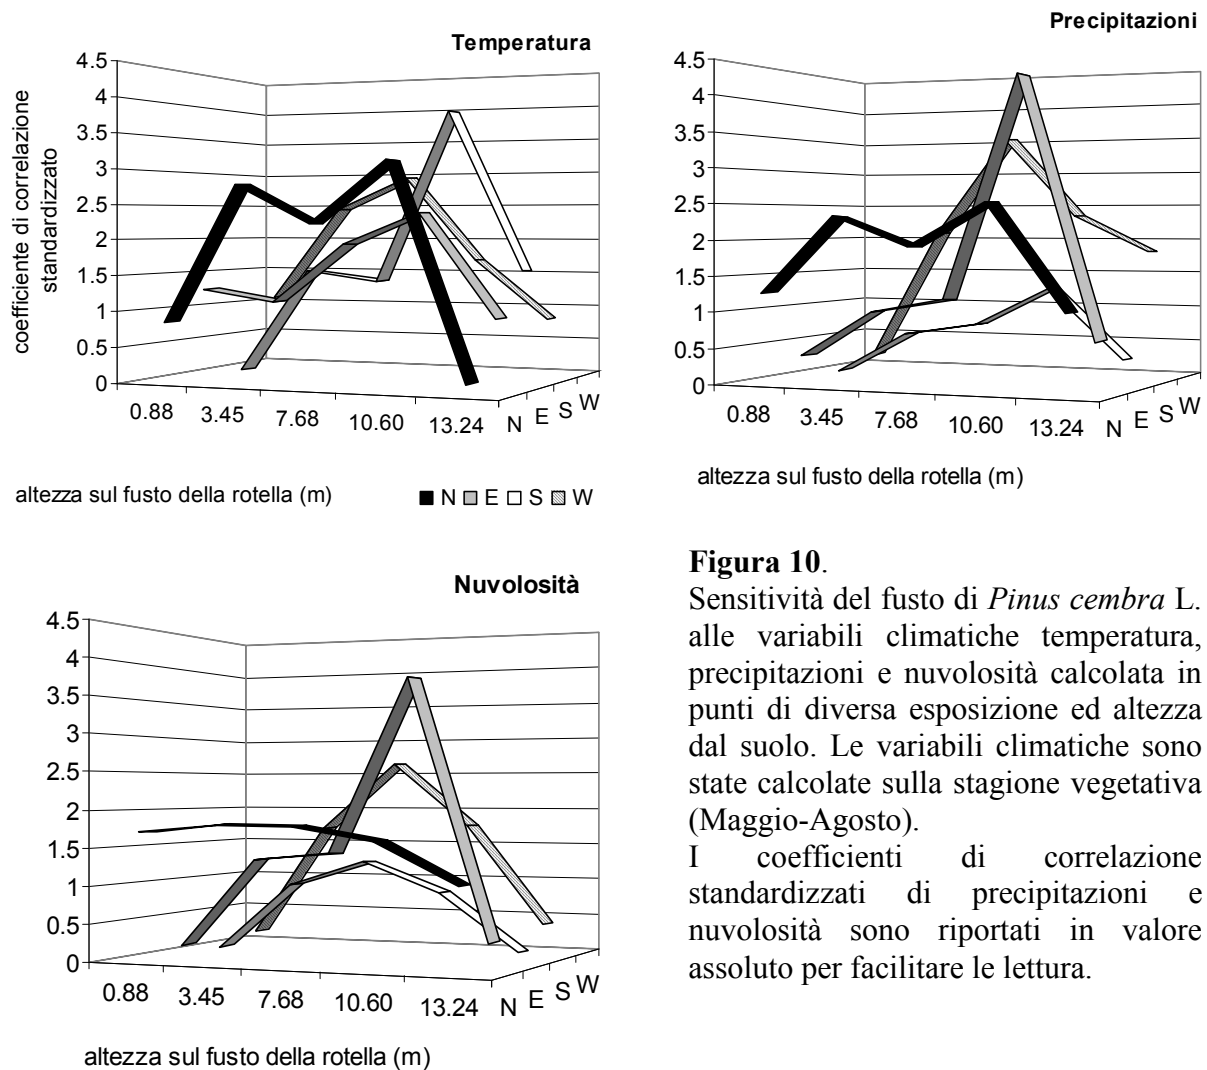 Temperatura
4.5
4
3.5
3
2.5
2
1.5
1
0.5
0
coefficiente di correlazione
standardizzato
0.88 3.45 7.68 10.60 13.24 N E S W
altezza sul fusto della rotella (m)
N E S W
Precipitazioni
4.5
4
3.5
3
2.5
2
1.5
1
0.5
0
0.88 3.45 7.68 10.60 13.24 N E S W
altezza sul fusto della rotella (m)
Nuvolosità
4.5
4
3.5
3
2.5
2
1.5
1
0.5
0
0.88 3.45 7.68 10.60 13.24 N E S W
altezza sul fusto della rotella (m)
Figura 10.
Sensitività del fusto di Pinus cembra L.
alle variabili climatiche temperatura,
precipitazioni e nuvolosità calcolata in
punti di diversa esposizione ed altezza
dal suolo. Le variabili climatiche sono
state calcolate sulla stagione vegetativa
(Maggio-Agosto).
I coefficienti di correlazione
standardizzati di precipitazioni e
nuvolosità sono riportati in valore
assoluto per facilitare le lettura.